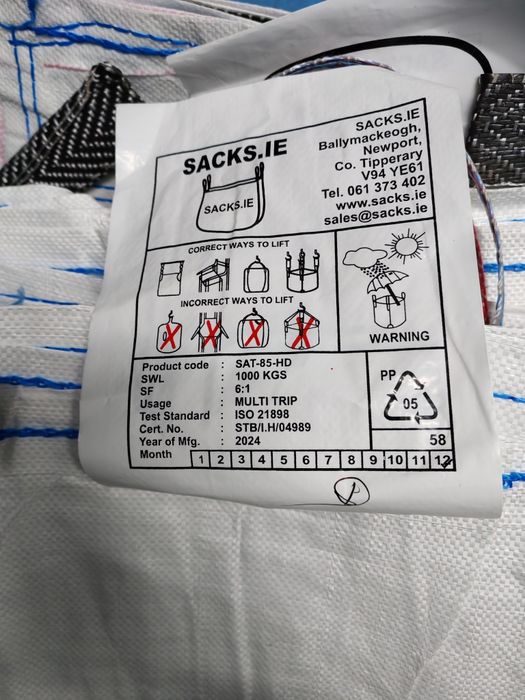 SACKS.IE
SACKS.IE
SACKS.IE
Ballymackeogh,
Newport,
Co. Tipperary
V94 YE61
Tel. 061 373 402
www.sacks.ie
sales@sacks.ie
CORRECT WAYS TO LIFT
INCORRECT WAYS TO LIFT
WARNING
Product code : SAT-85-HD
SWL : 1000 KGS
SF : 6:1
Usage : MULTI TRIP
Test Standard : ISO 21898
Cert. No. : STB/I.H/04989
Year of Mfg. : 2024
Month 1 2 3 4 5 6 7 8 9 10 11 12
PP
05
58